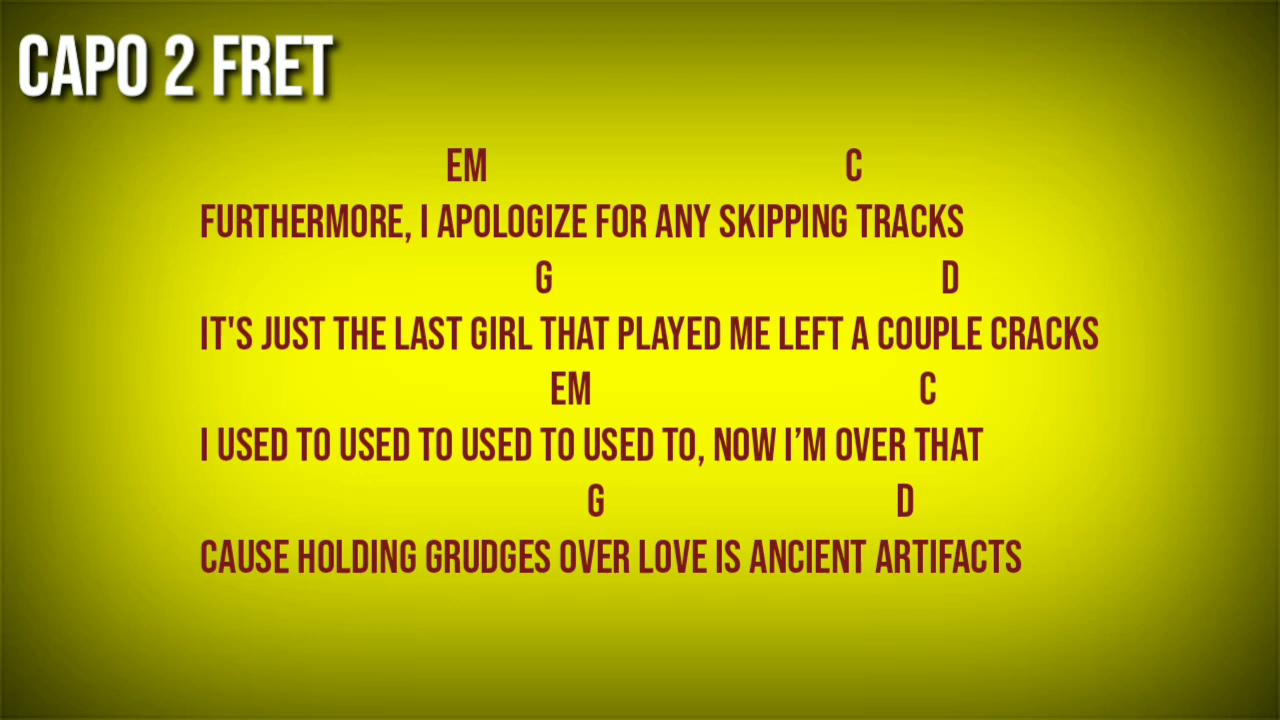 CAPO 2 FRET
EM C
FURTHERMORE, I APOLOGIZE FOR ANY SKIPPING TRACKS
G D
IT'S JUST THE LAST GIRL THAT PLAYED ME LEFT A COUPLE CRACKS
EM C
I USED TO USED TO USED TO USED TO, NOW I’M OVER THAT
G D
CAUSE HOLDING GRUDGES OVER LOVE IS ANCIENT ARTIFACTS